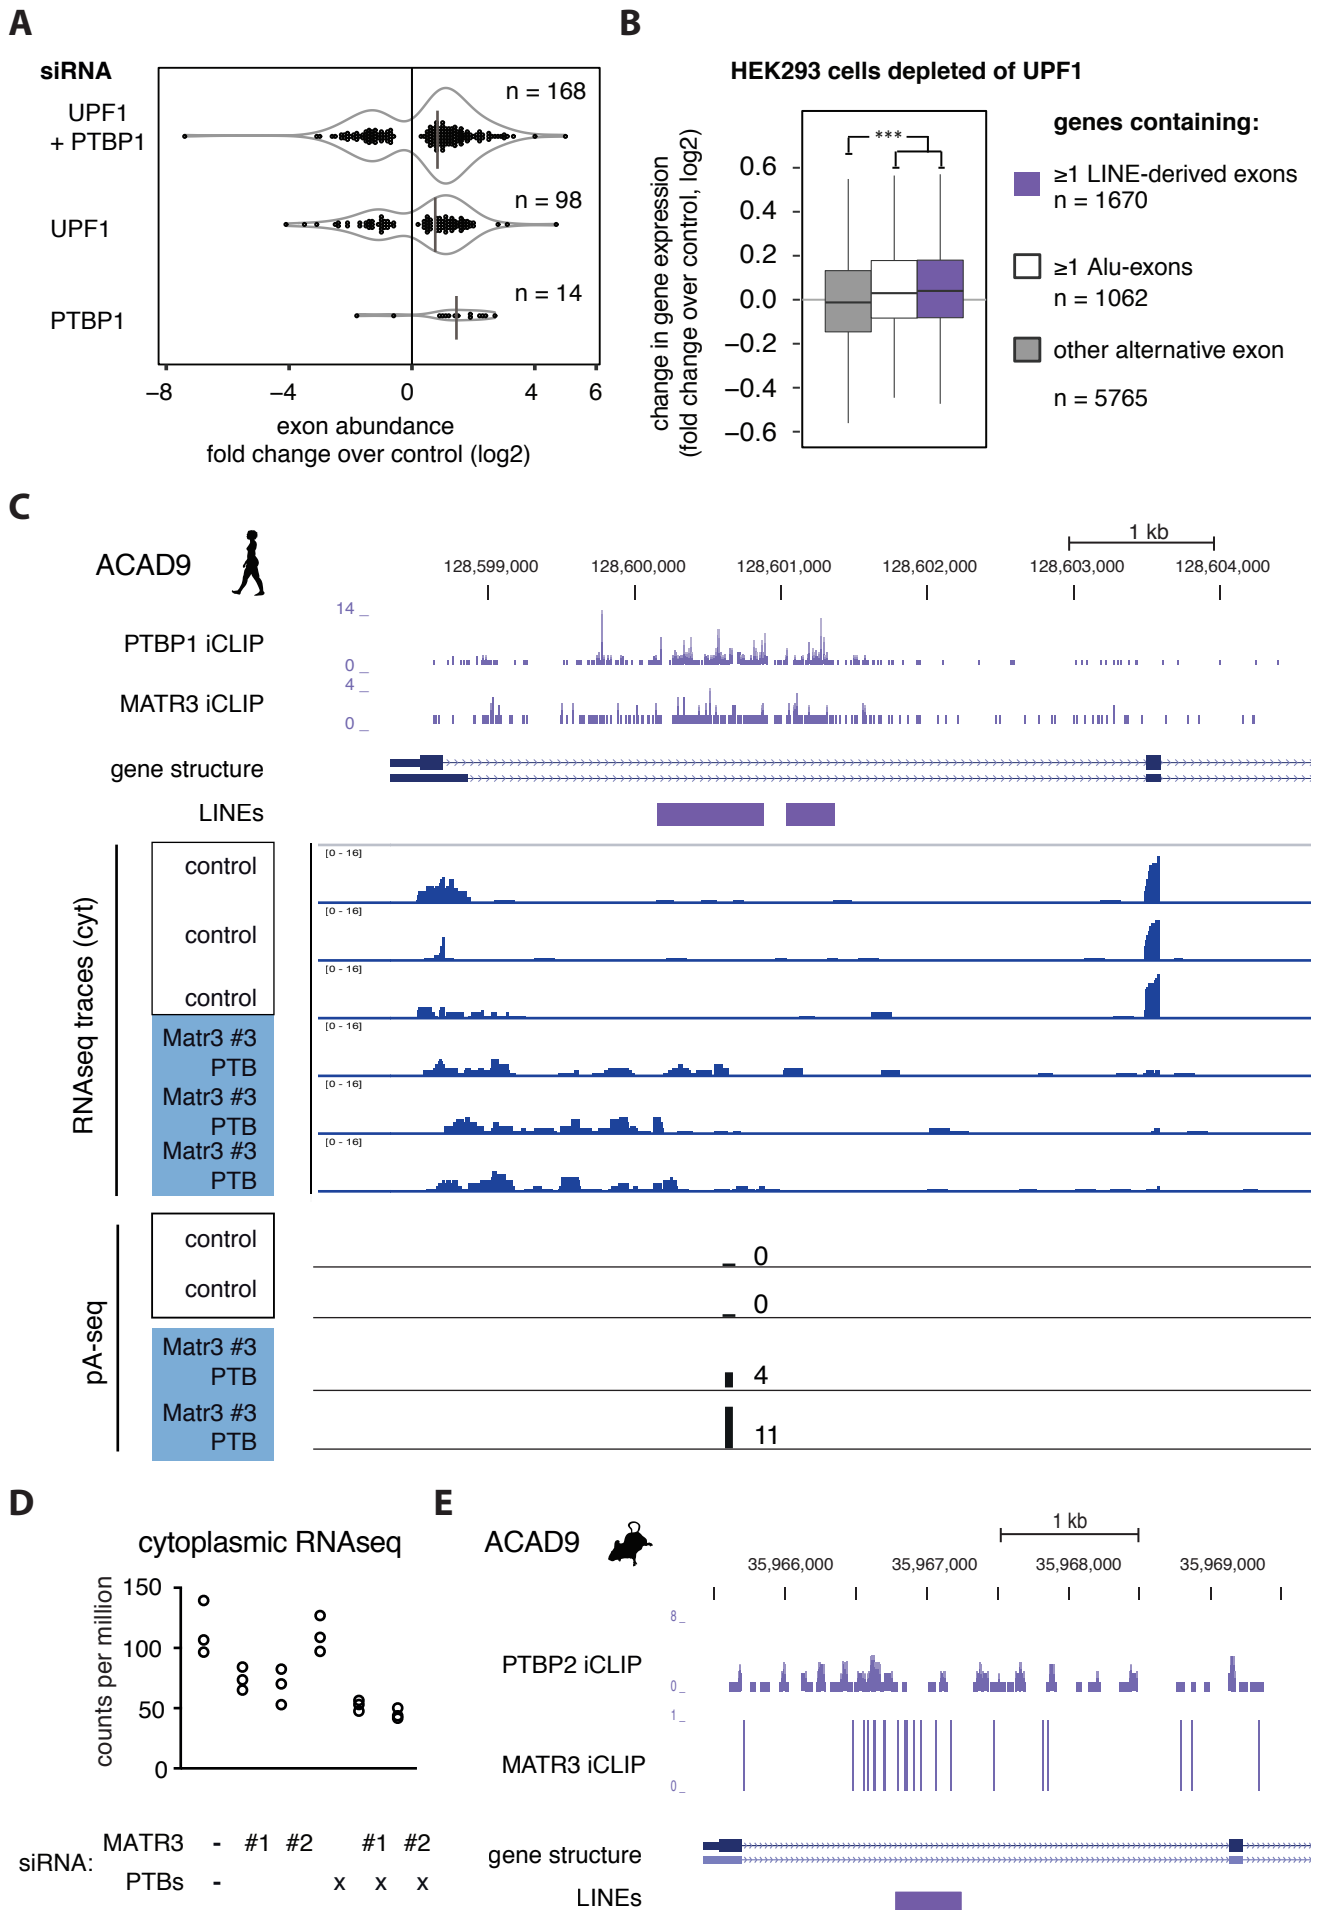 A
siRNA
UPF1
+ PTBP1
n = 168
UPF1
n = 98
PTBP1
n = 14
−8
−4
0
4
6
exon abundance
fold change over control (log2)
B
HEK293 cells depleted of UPF1
change in gene expression
(fold change over control, log2)
0.6
0.4
0.2
0.0
−0.2
−0.4
−0.6
***
genes containing:
≥1 LINE-derived exons
n = 1670
≥1 Alu-exons
n = 1062
other alternative exon
n = 5765
C
ACAD9
1 kb
128,599,000 128,600,000 128,601,000 128,602,000 128,603,000 128,604,000
PTBP1 iCLIP
14
0
MATR3 iCLIP
4
0
gene structure
LINEs
RNAseq traces (cyt)
control
[0 - 16]
control
[0 - 16]
control
[0 - 16]
Matr3 #3
PTB
[0 - 16]
Matr3 #3
PTB
[0 - 16]
Matr3 #3
PTB
[0 - 16]
pA-seq
control
0
control
0
Matr3 #3
PTB
4
Matr3 #3
PTB
11
D
cytoplasmic RNAseq
counts per million
150
100
50
0
siRNA:
MATR3 - #1 #2 #1 #2
PTBs - x x x
E
ACAD9
1 kb
35,966,000 35,967,000 35,968,000 35,969,000
PTBP2 iCLIP
8
0
MATR3 iCLIP
1
0
gene structure
LINEs